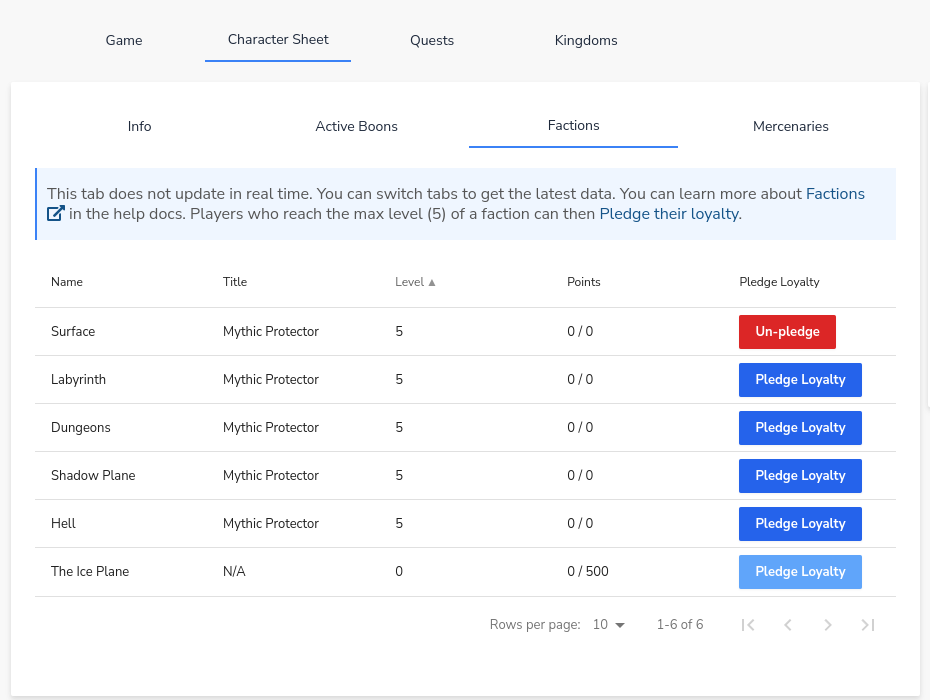 Game Character Sheet Quests Kingdoms
Info Active Boons Factions Mercenaries
This tab does not update in real time. You can switch tabs to get the latest data. You can learn more about Factions
in the help docs. Players who reach the max level (5) of a faction can then Pledge their loyalty.
Name Title Level ▲ Points Pledge Loyalty
Surface Mythic Protector 5 0 / 0 Un-pledge
Labyrinth Mythic Protector 5 0 / 0 Pledge Loyalty
Dungeons Mythic Protector 5 0 / 0 Pledge Loyalty
Shadow Plane Mythic Protector 5 0 / 0 Pledge Loyalty
Hell Mythic Protector 5 0 / 0 Pledge Loyalty
The Ice Plane N/A 0 0 / 500 Pledge Loyalty
Rows per page: 10 1-6 of 6